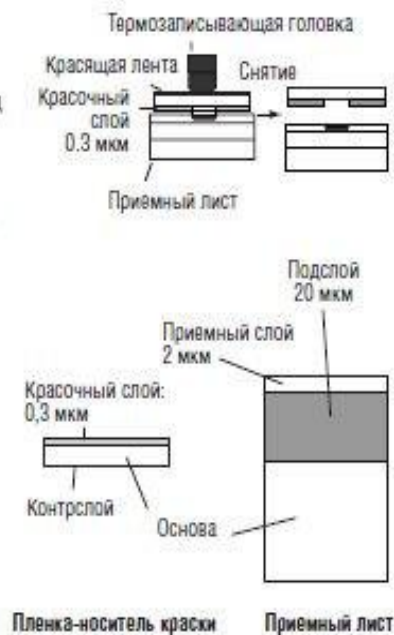 Термозаписывающая головка
Красящая лента
Снятие
Красочный
слой
0.3 мкм
Приемный лист
Подслой
20 мкм
Приемный слой
2 мкм
Красочный слой:
0,3 мкм
Контрслой
Основа
Пленка-носитель краски
Приемный лист